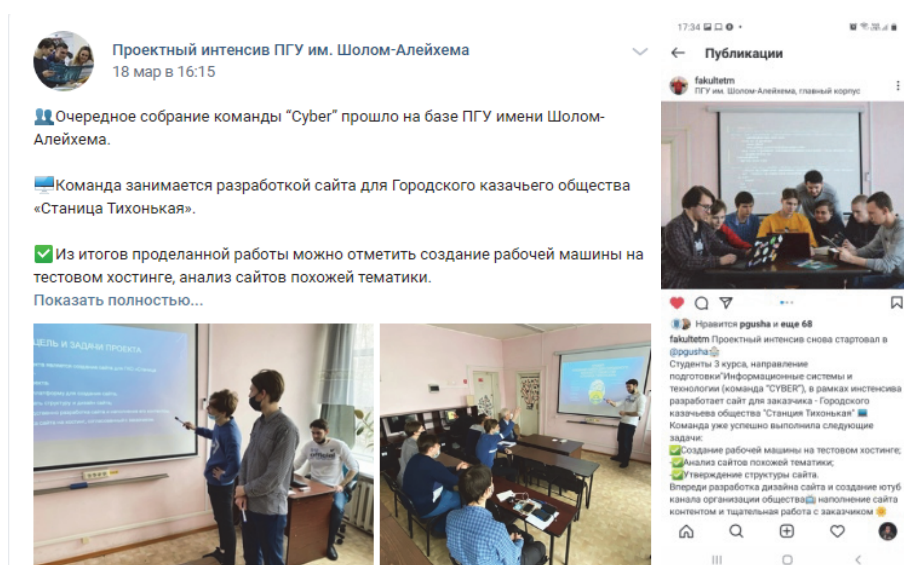 Проектный интенсив ПГУ им. Шолом-Алейхема
18 мар в 16:15
Очередное собрание команды “Cyber” прошло на базе ПГУ имени Шолом-
Алейхема.
Команда занимается разработкой сайта для Городского казачьего общества
«Станица Тихонькая».
Из итогов проделанной работы можно отметить создание рабочей машины на
тестовом хостинге, анализ сайтов похожей тематики.
Показать полностью...
ЦЕЛЬ И ЗАДАЧИ ПРОЕКТА
17:34
Публикации
fakultetm
ПГУ им. Шолом-Алейхема, главный корпус
Нравится pgusha и еще 68
fakultetm Проектный интенсив снова стартовал в
@pgusha
Студенты 3 курса, направление
подготовки"Информационные системы и
технологии (команда "CYBER"), в рамках инстенсива
разработает сайт для заказчика - Городского
казачьева общества "Станция Тихонькая"
Команда уже успешно выполнила следующие
задачи:
Создание рабочей машины на тестовом хостинге;
Анализ сайтов похожей тематики;
Утверждение структуры сайта.
Впереди разработка дизайна сайта и создание ютуб
канала организации общества наполнение сайта
контентом и тщательная работа с заказчиком